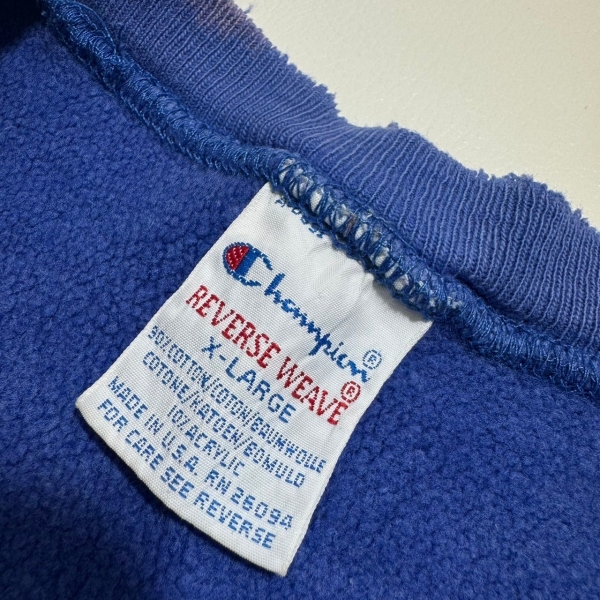 Champion®
REVERSE WEAVE®
X-LARGE
90%COTTON/COTON/BAUMWOLLE
COTONE/KATOEN/BOMULD
10%ACRYLIC
MADE IN U.S.A. RN 26094
FOR CARE SEE REVERSE